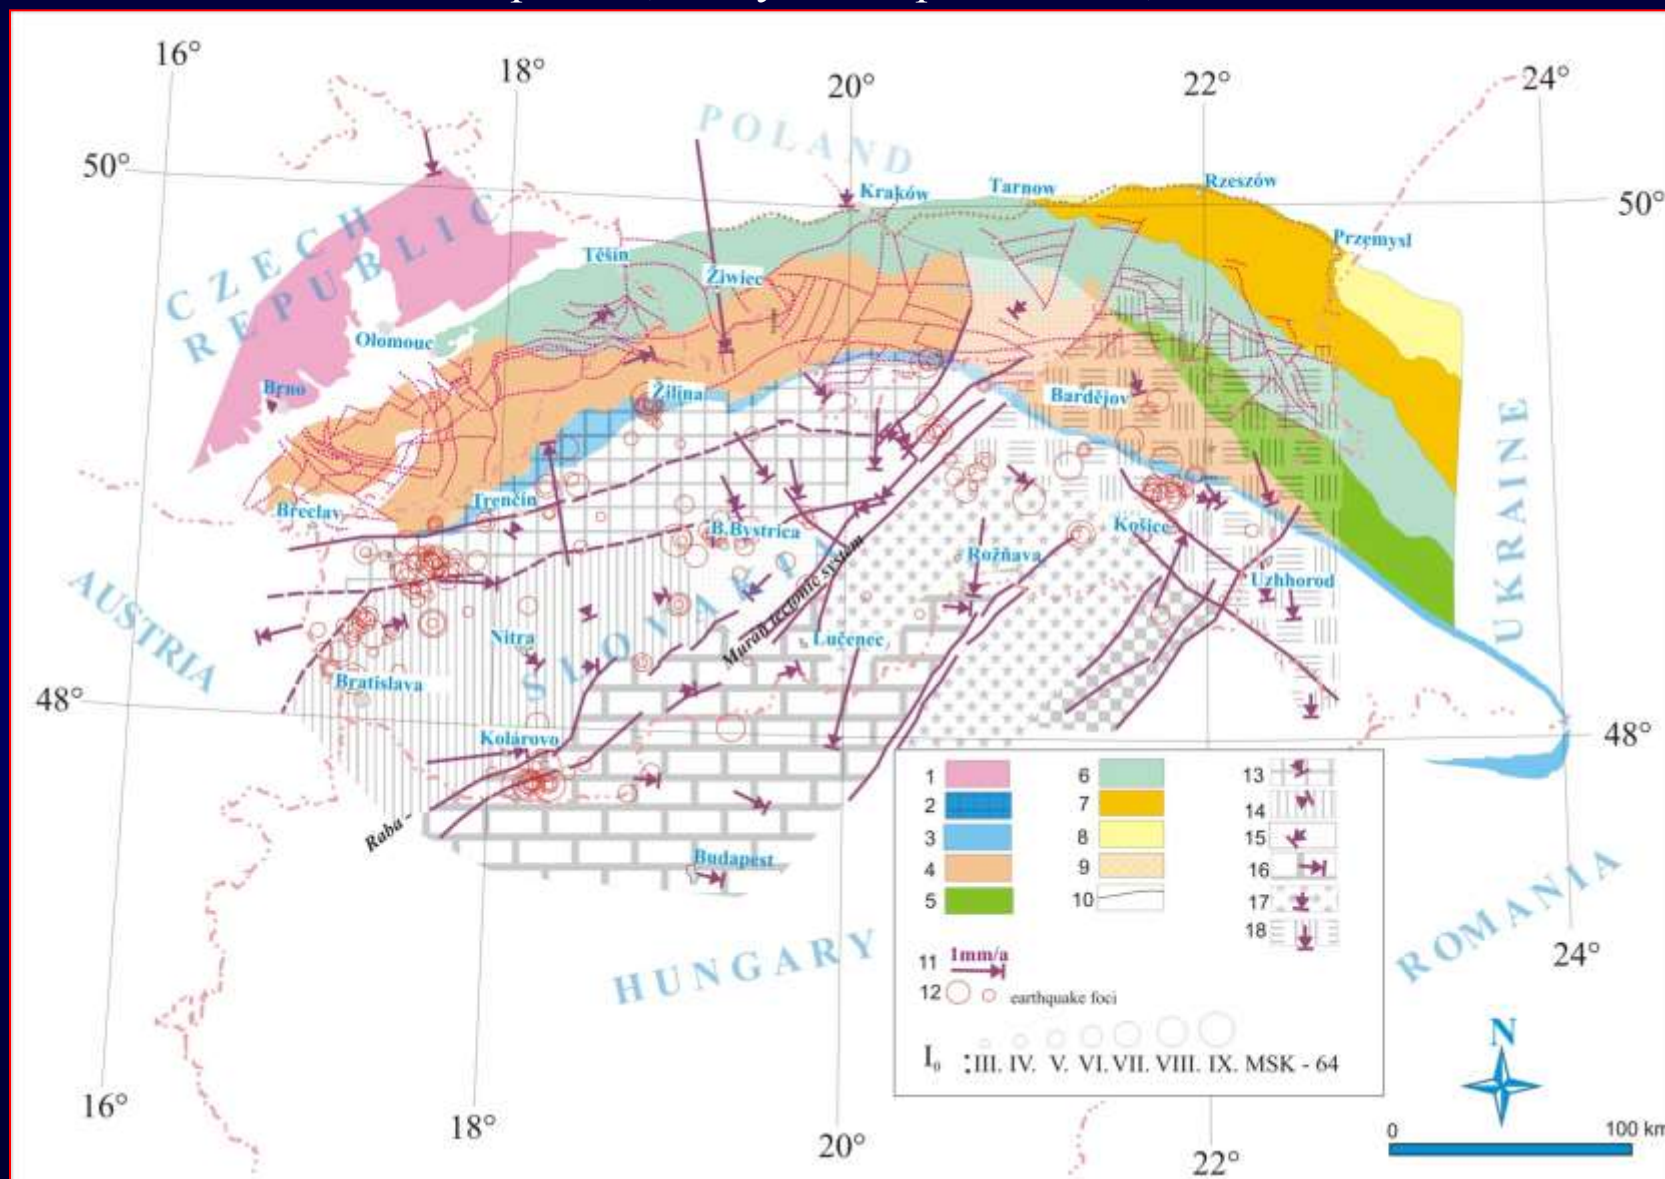 16°
18°
20°
22°
24°
50°
POLAND
Kraków
Tarnow
Rzeszów
50°
CZECH
REPUBLIC
Těšín
Żiwiec
Przemysl
Olomouc
Brno
Žilina
Bardějov
UKRAINE
Břeclav
Trenčín
B.Bystrica
Košice
Rožňava
AUSTRIA
SLOVAKIA
Muráň tectonic system
Uzhhorod
Nitra
Lučenec
Bratislava
48°
Kolárovo
48°
Raba -
Budapest
HUNGARY
ROMANIA
1
2
3
4
5
6
7
8
9
10
13
14
15
16
17
18
11 1mm/a
12 earthquake foci
I₀ : III. IV. V. VI. VII. VIII. IX. MSK - 64
24°
N
0 100 km
16°
18°
20°
22°